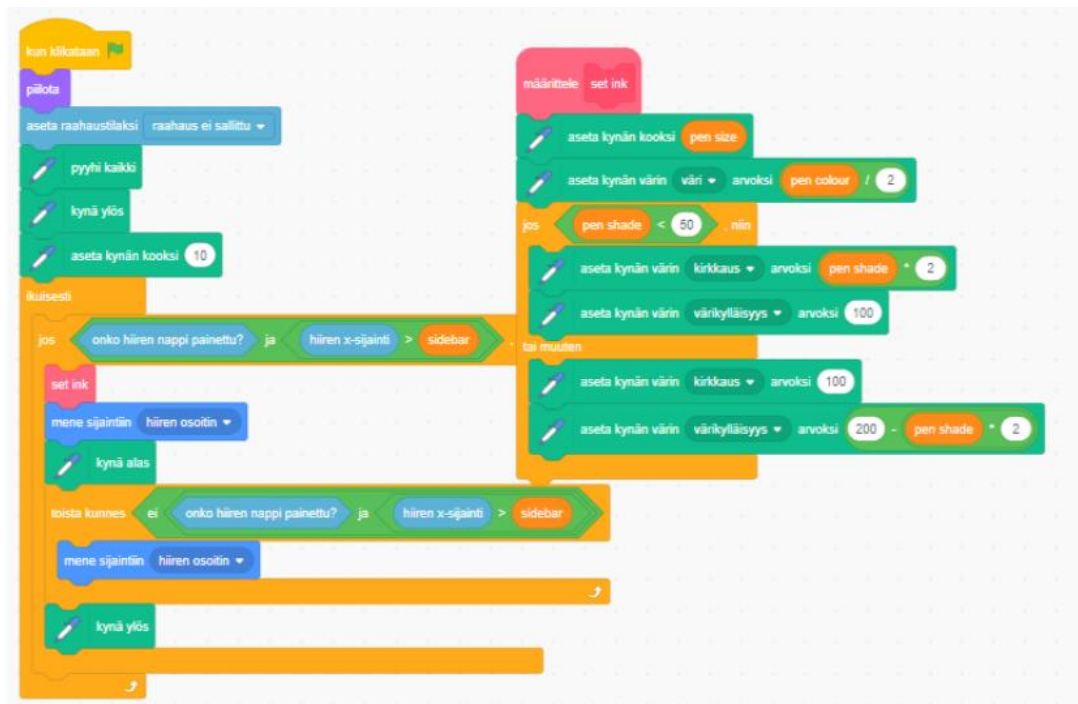 kun klikataan
piilota
aseta raahaustilaksi raahaus ei sallittu
pyyhi kaikki
kynä ylös
aseta kynän kooksi 10
ikuisesti
jos onko hiiren nappi painettu? ja hiiren x-sijainti > sidebar ,
set ink
mene sijaintiin hiiren osoitin
kynä alas
toista kunnes ei onko hiiren nappi painettu? ja hiiren x-sijainti > sidebar
mene sijaintiin hiiren osoitin
kynä ylös
määrittele set ink
aseta kynän kooksi pen size
aseta kynän värin väri arvoksi pen colour / 2
jos pen shade < 50 , niin
aseta kynän värin kirkkaus arvoksi pen shade * 2
aseta kynän värin värikylläisyys arvoksi 100
tai muuten
aseta kynän värin kirkkaus arvoksi 100
aseta kynän värin värikylläisyys arvoksi 200 - pen shade * 2